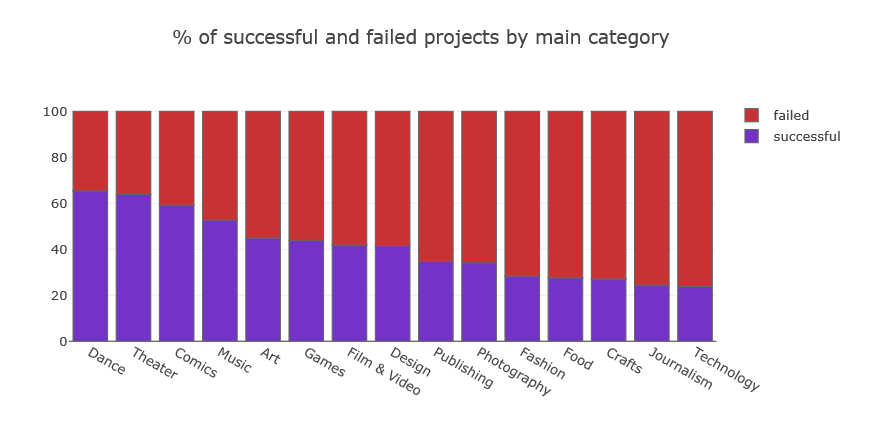 % of successful and failed projects by main category
failed
successful
100
80
60
40
20
0
Dance
Theater
Comics
Music
Art
Games
Film & Video
Design
Publishing
Photography
Fashion
Food
Crafts
Journalism
Technology